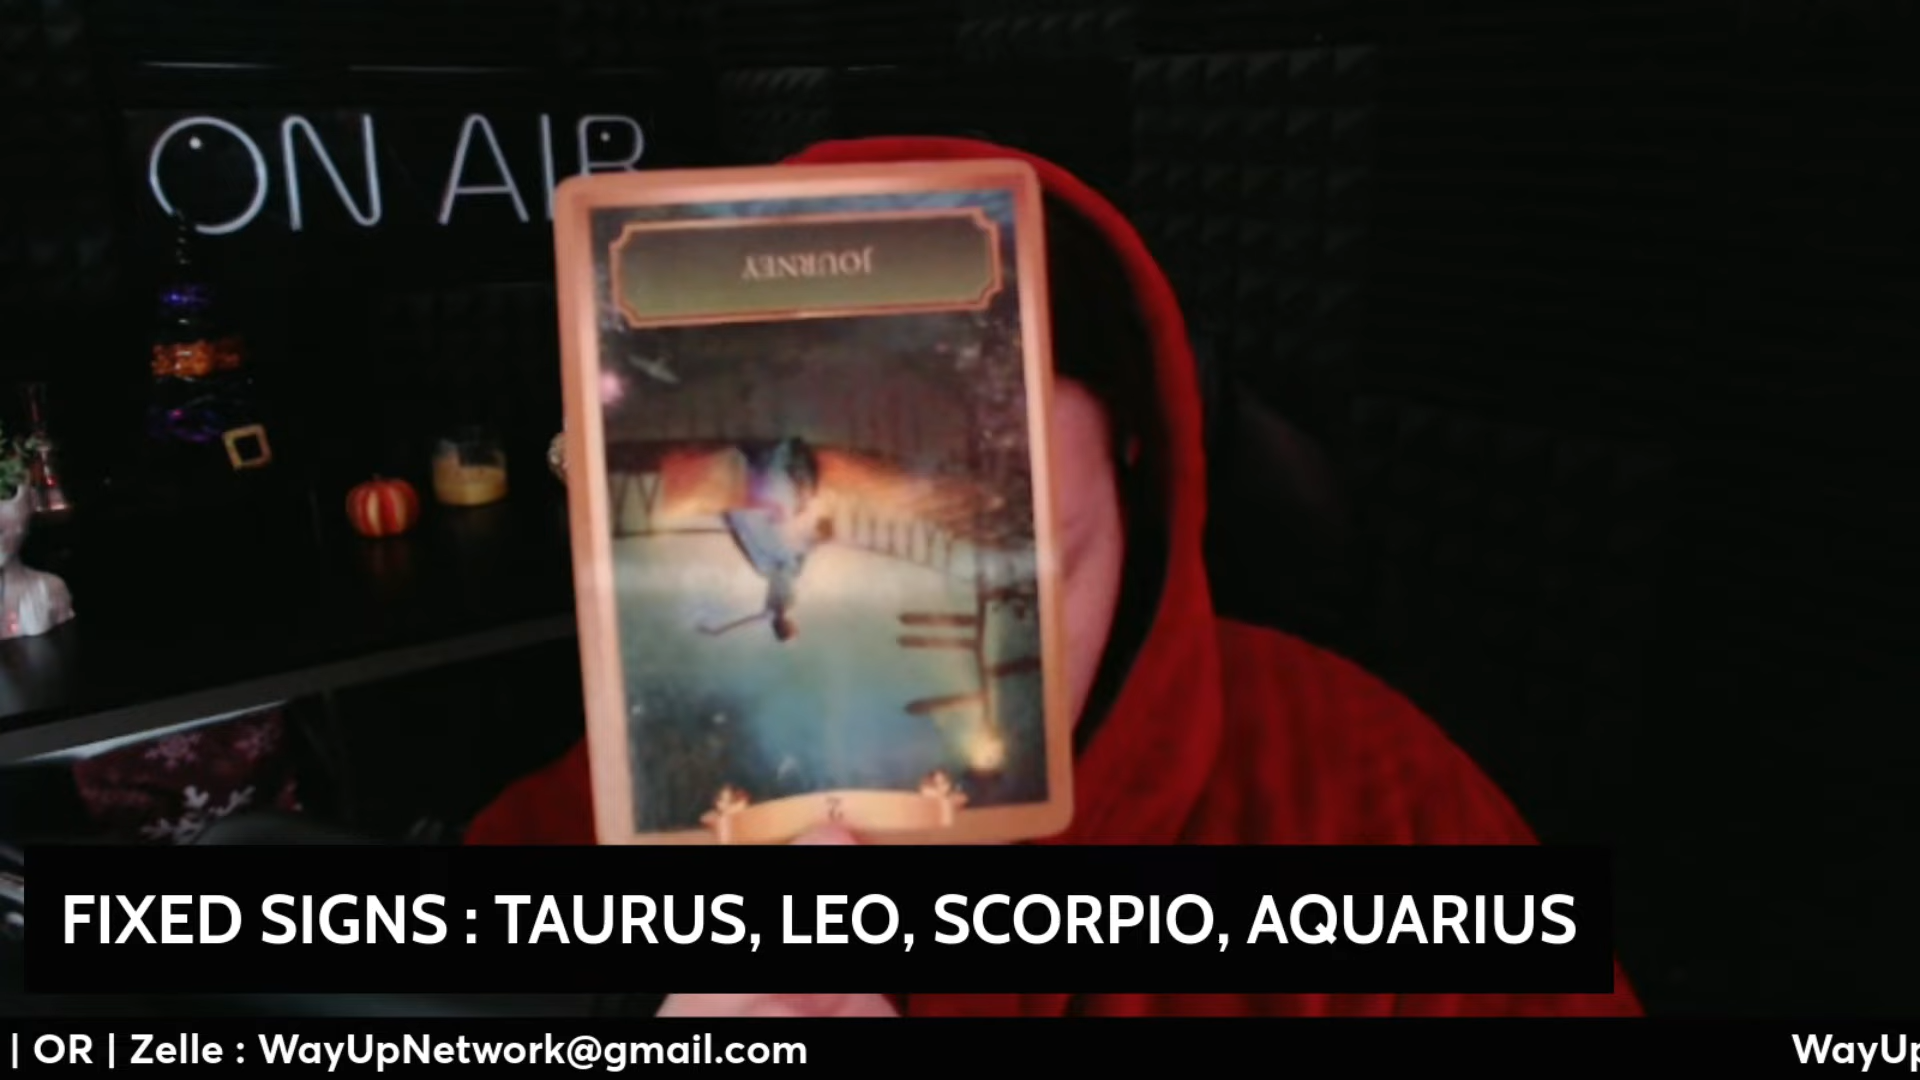 ON AIR
JOURNEY
FIXED SIGNS : TAURUS, LEO, SCORPIO, AQUARIUS
| OR | Zelle : WayUpNetwork@gmail.com
WayUp